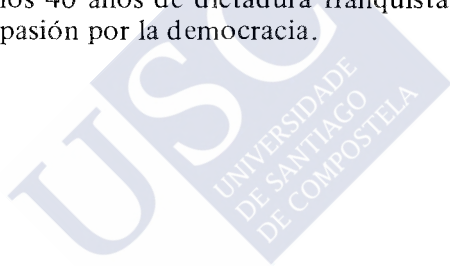 los 40 años de dictadura franquista
pasión por la democracia.
USC
UNIVERSIDADE
DE SANTIAGO
DE COMPOSTELA